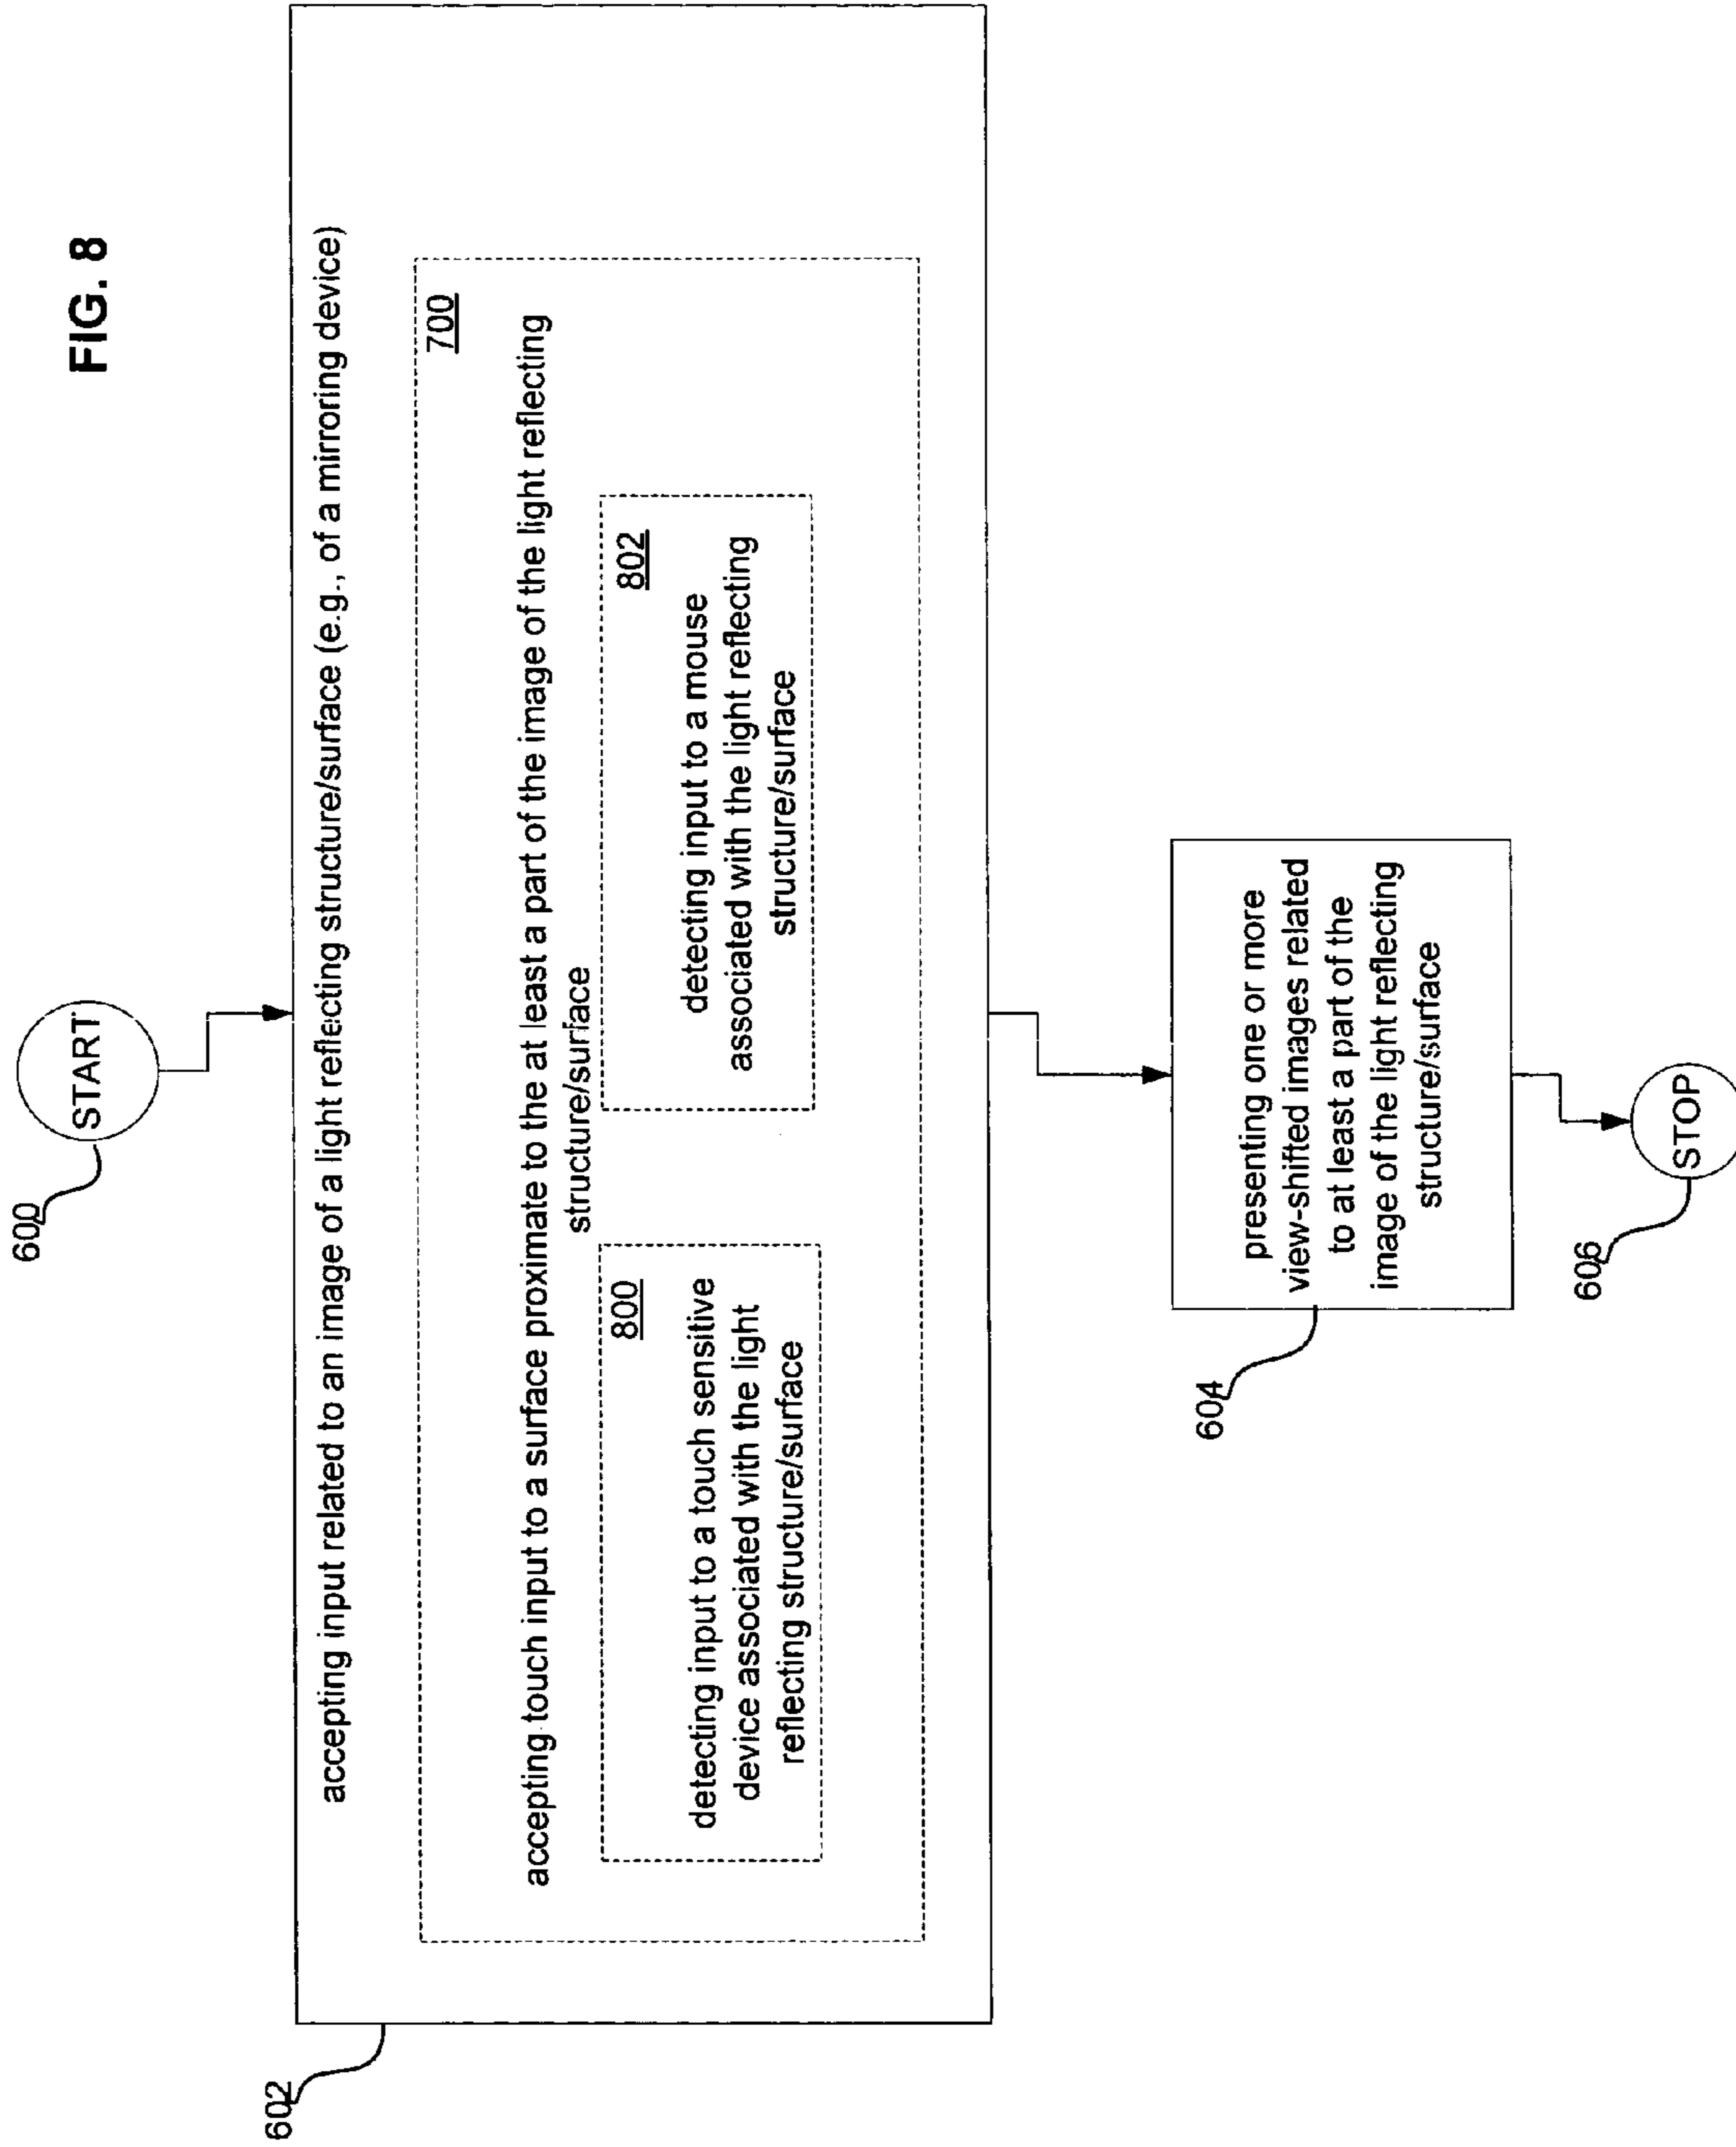 FIG. 8
600
START
602
accepting input related to an image of a light reflecting structure/surface (e.g., of a mirroring device)
700
accepting touch input to a surface proximate to the at least a part of the image of the light reflecting
structure/surface
800
detecting input to a touch sensitive
device associated with the light
reflecting structure/surface
802
detecting input to a mouse
associated with the light reflecting
structure/surface
604
presenting one or more
view-shifted images related
to at least a part of the
image of the light reflecting
structure/surface
606
STOP